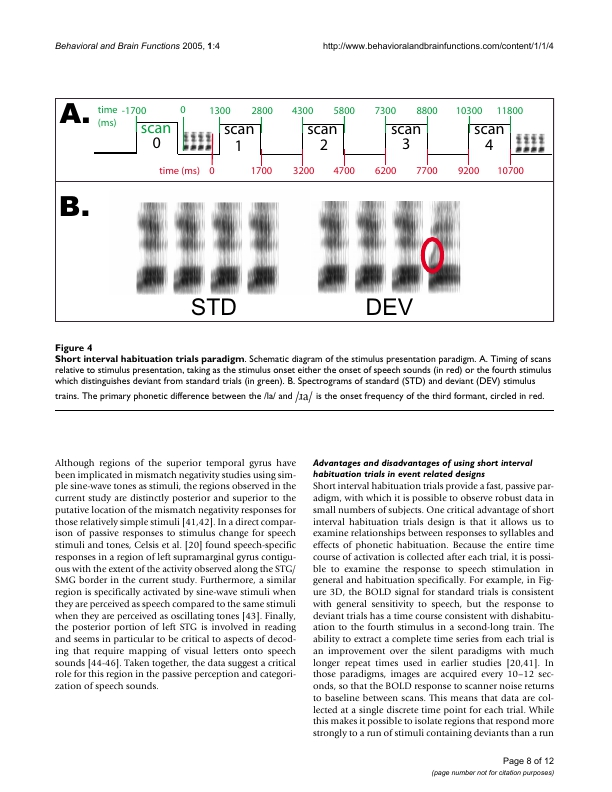 Behavioral and Brain Functions 2005, 1:4
http://www.behavioralandbrainfunctions.com/content/1/1/4
A.
time -1700 0 1300 2800 4300 5800 7300 8800 10300 11800
(ms)
scan 0
scan 1
scan 2
scan 3
scan 4
time (ms) 0 1700 3200 4700 6200 7700 9200 10700
B.
STD
DEV
Figure 4
Short interval habituation trials paradigm. Schematic diagram of the stimulus presentation paradigm. A. Timing of scans
relative to stimulus presentation, taking as the stimulus onset either the onset of speech sounds (in red) or the fourth stimulus
which distinguishes deviant from standard trials (in green). B. Spectrograms of standard (STD) and deviant (DEV) stimulus
trains. The primary phonetic difference between the /la/ and /ɹa/ is the onset frequency of the third formant, circled in red.
Although regions of the superior temporal gyrus have
been implicated in mismatch negativity studies using sim-
ple sine-wave tones as stimuli, the regions observed in the
current study are distinctly posterior and superior to the
putative location of the mismatch negativity responses for
those relatively simple stimuli [41,42]. In a direct compar-
ison of passive responses to stimulus change for speech
stimuli and tones, Celsis et al. [20] found speech-specific
responses in a region of left supramarginal gyrus contigu-
ous with the extent of the activity observed along the STG/
SMG border in the current study. Furthermore, a similar
region is specifically activated by sine-wave stimuli when
they are perceived as speech compared to the same stimuli
when they are perceived as oscillating tones [43]. Finally,
the posterior portion of left STG is involved in reading
and seems in particular to be critical to aspects of decod-
ing that require mapping of visual letters onto speech
sounds [44-46]. Taken together, the data suggest a critical
role for this region in the passive perception and categori-
zation of speech sounds.
Advantages and disadvantages of using short interval
habituation trials in event related designs
Short interval habituation trials provide a fast, passive par-
adigm, with which it is possible to observe robust data in
small numbers of subjects. One critical advantage of short
interval habituation trials design is that it allows us to
examine relationships between responses to syllables and
effects of phonetic habituation. Because the entire time
course of activation is collected after each trial, it is possi-
ble to examine the response to speech stimulation in
general and habituation specifically. For example, in Fig-
ure 3D, the BOLD signal for standard trials is consistent
with general sensitivity to speech, but the response to
deviant trials has a time course consistent with dishabitu-
ation to the fourth stimulus in a second-long train. The
ability to extract a complete time series from each trial is
an improvement over the silent paradigms with much
longer repeat times used in earlier studies [20,41]. In
those paradigms, images are acquired every 10–12 sec-
onds, so that the BOLD response to scanner noise returns
to baseline between scans. This means that data are col-
lected at a single discrete time point for each trial. While
this makes it possible to isolate regions that respond more
strongly to a run of stimuli containing deviants than a run
Page 8 of 12
(page number not for citation purposes)